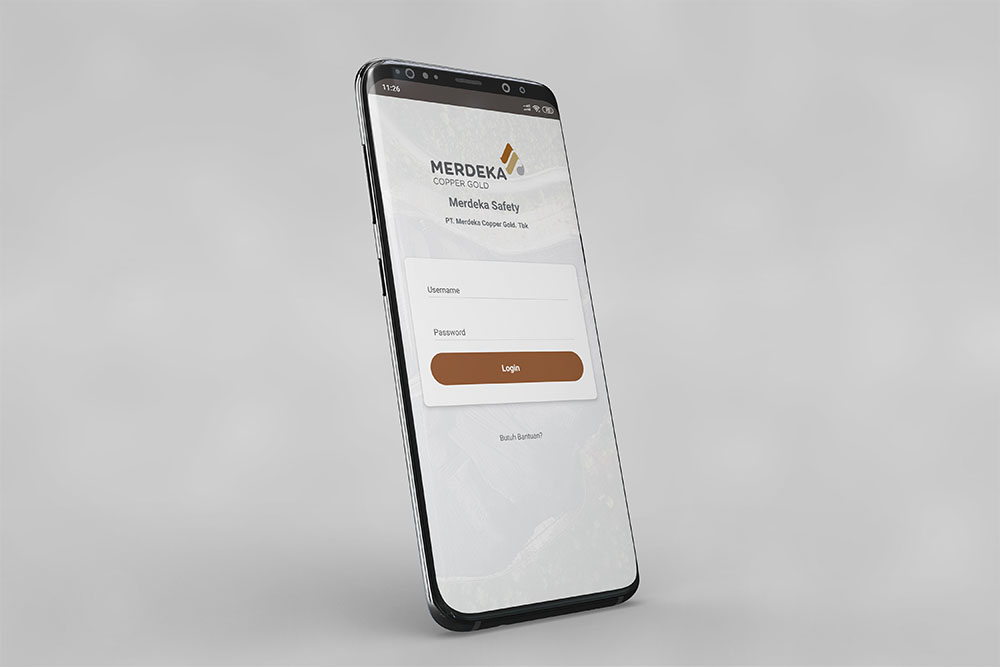 11:26
MERDEKA
COPPER GOLD
Merdeka Safety
PT. Merdeka Copper Gold. Tbk
Username
Password
Login
Butuh Bantuan?